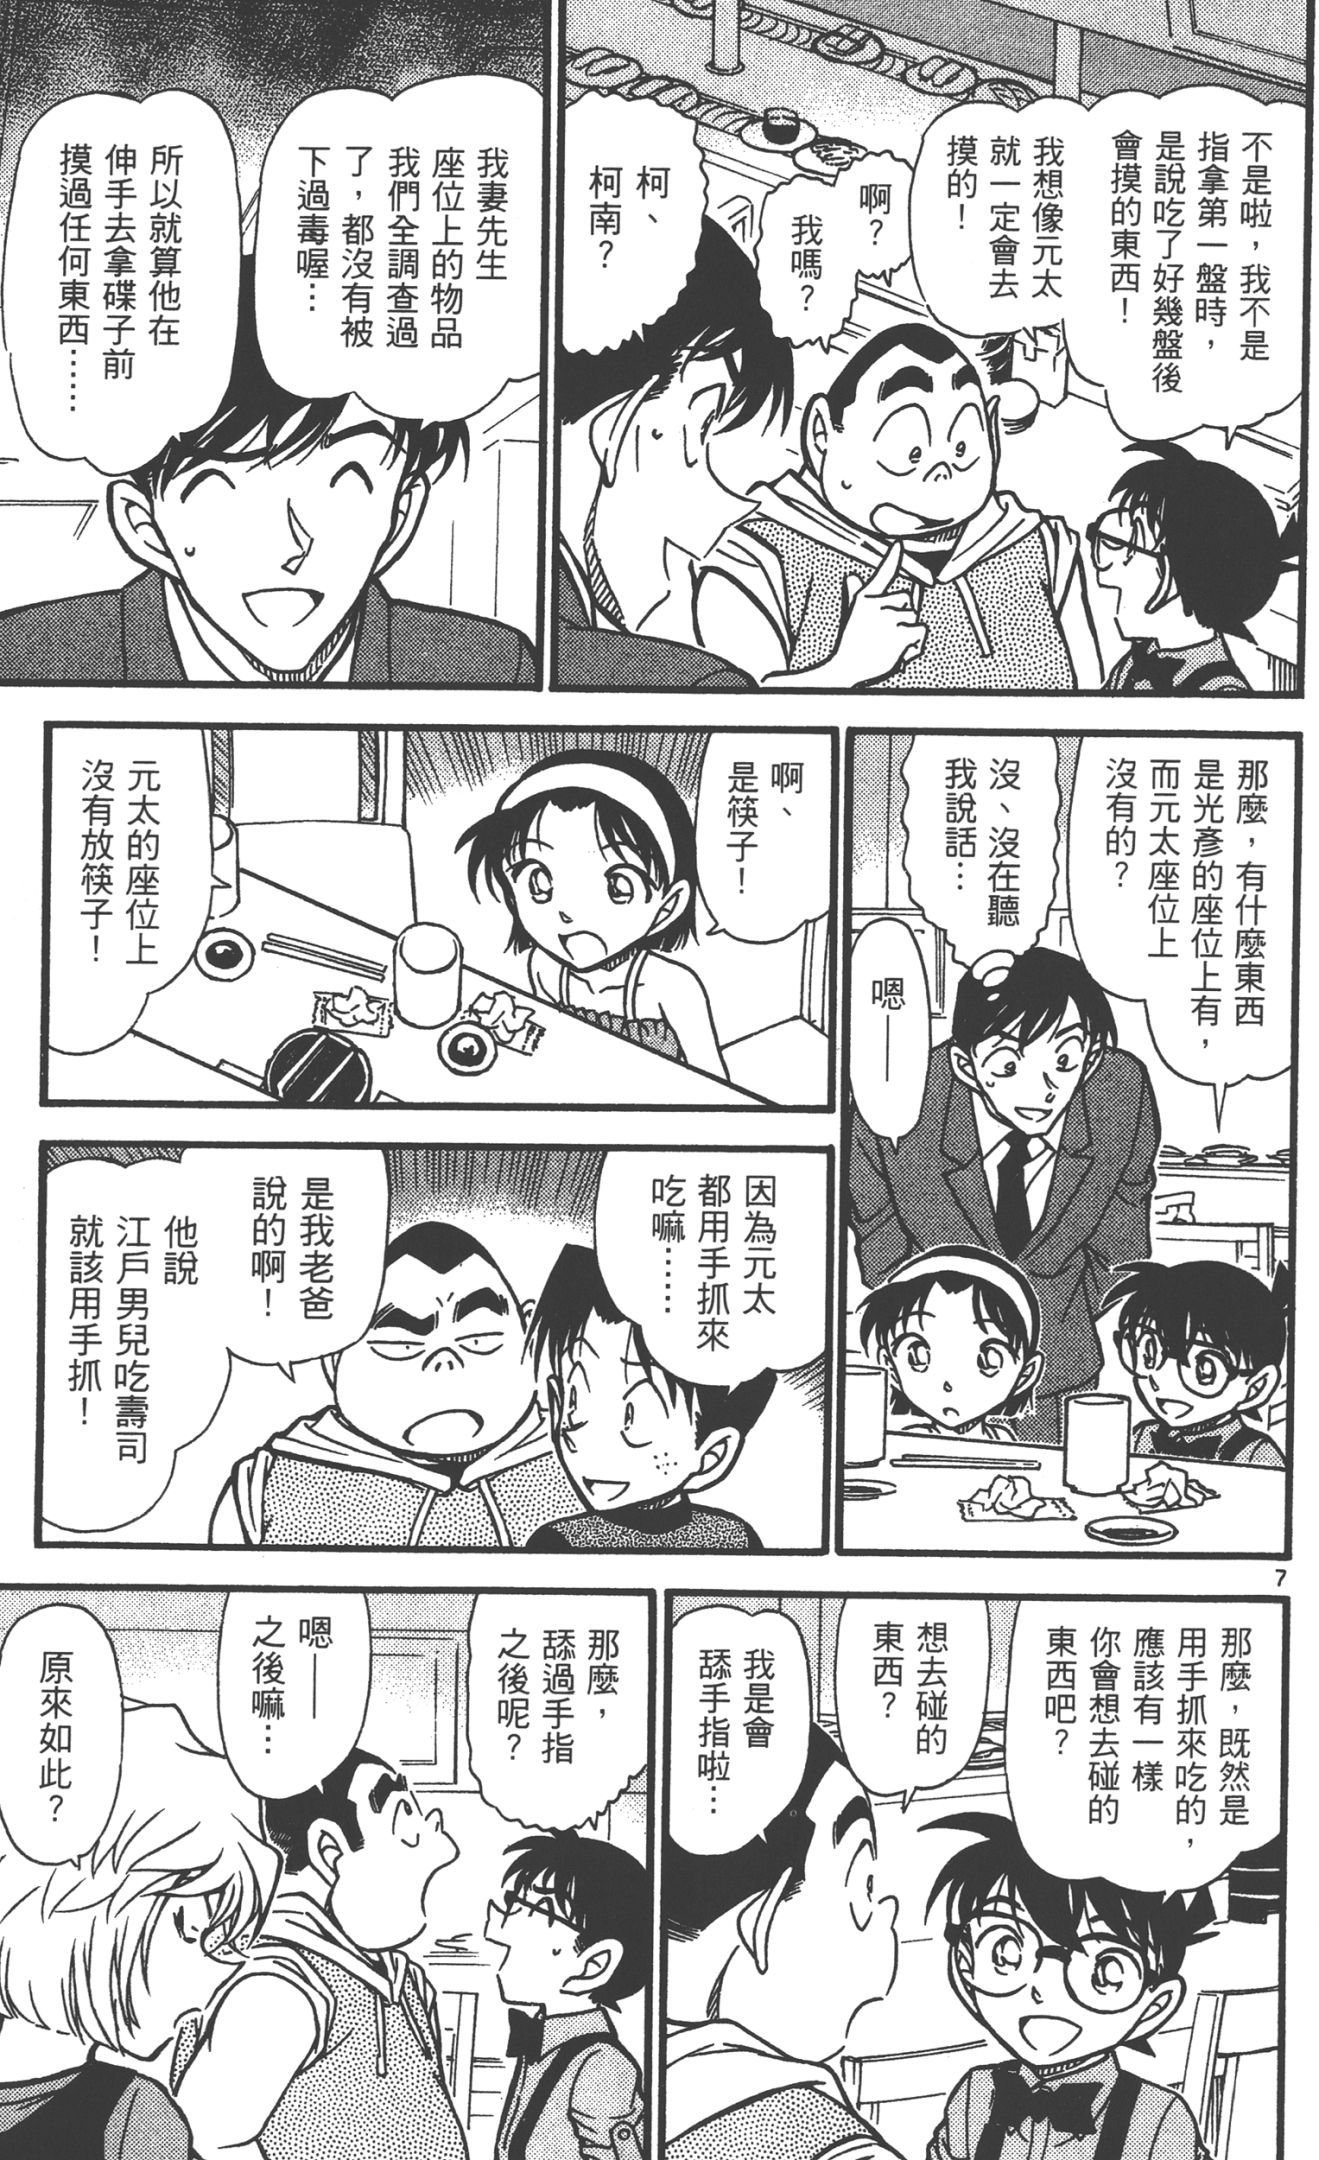 不是啦，我不是
指拿第一盤時，
是說吃了好幾盤後
會摸的東西！
我想像元太
就一定會去
摸的！
啊？
我嗎？
柯、
柯南？
我妻先生
座位上的物品
我們全調查過
了，都沒有被
下過毒喔…
所以就算他在
伸手去拿碟子前
摸過任何東西……
那麼，有什麼東西
是光彥的座位上有，
而元太座位上
沒有的？
沒、沒在聽
我說話…
嗯——
啊、
是筷子！
元太的座位上
沒有放筷子！
因為元太
都用手抓來
吃嘛……
是我老爸
說的啊！
他說
江戶男兒吃壽司
就該用手抓！
7
那麼，既然是
用手抓來吃的，
應該有一樣
你會想去碰的
東西吧？
想去碰的
東西？
我是會
舔手指啦…
那麼，
舔過手指
之後呢？
嗯——
之後嘛…
原來如此？